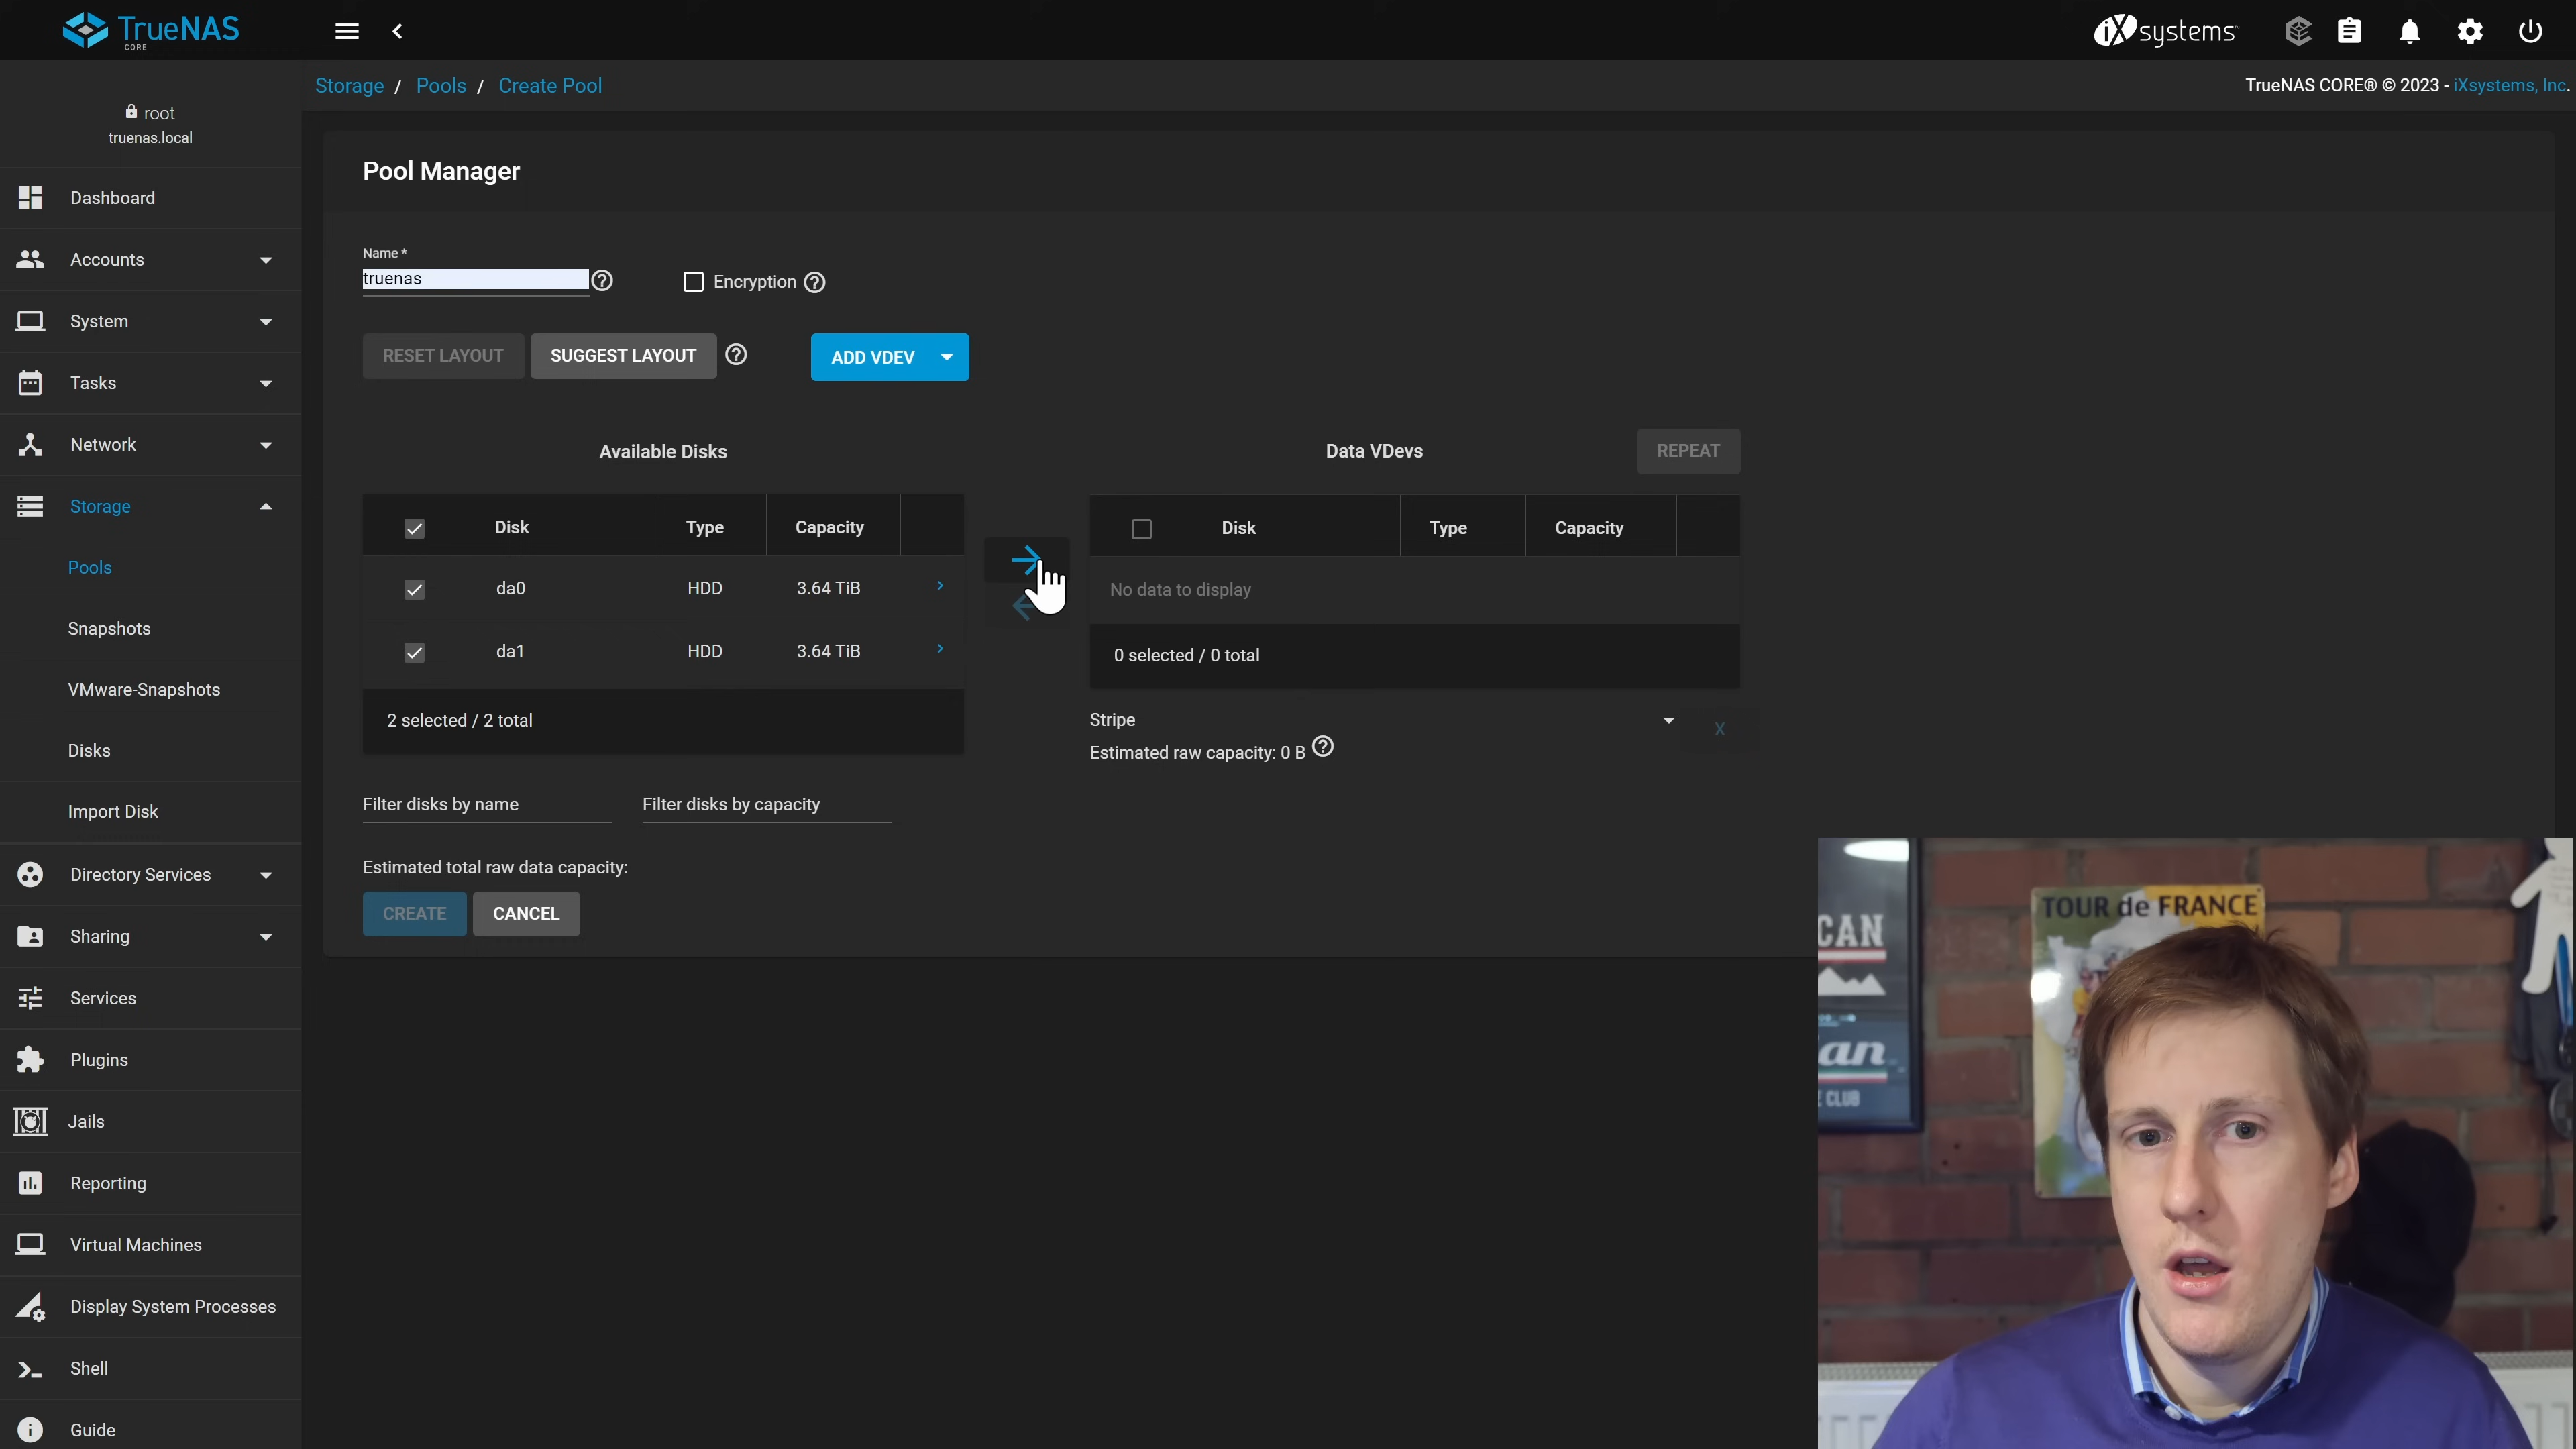 TrueNAS
CORE
iXsystems™
Storage / Pools / Create Pool
TrueNAS CORE® © 2023 - iXsystems, Inc.
root
truenas.local
Dashboard
Accounts
System
Tasks
Network
Storage
Pools
Snapshots
VMware-Snapshots
Disks
Import Disk
Directory Services
Sharing
Services
Plugins
Jails
Reporting
Virtual Machines
Display System Processes
Shell
Guide
Pool Manager
Name *
truenas
Encryption
RESET LAYOUT
SUGGEST LAYOUT
ADD VDEV
Available Disks
Disk Type Capacity
da0 HDD 3.64 TiB
da1 HDD 3.64 TiB
2 selected / 2 total
Filter disks by name
Filter disks by capacity
Data VDevs
REPEAT
Disk Type Capacity
No data to display
0 selected / 0 total
Stripe
X
Estimated raw capacity: 0 B
Estimated total raw data capacity:
CREATE
CANCEL
TOUR de FRANCE
CAN
an
CLUB